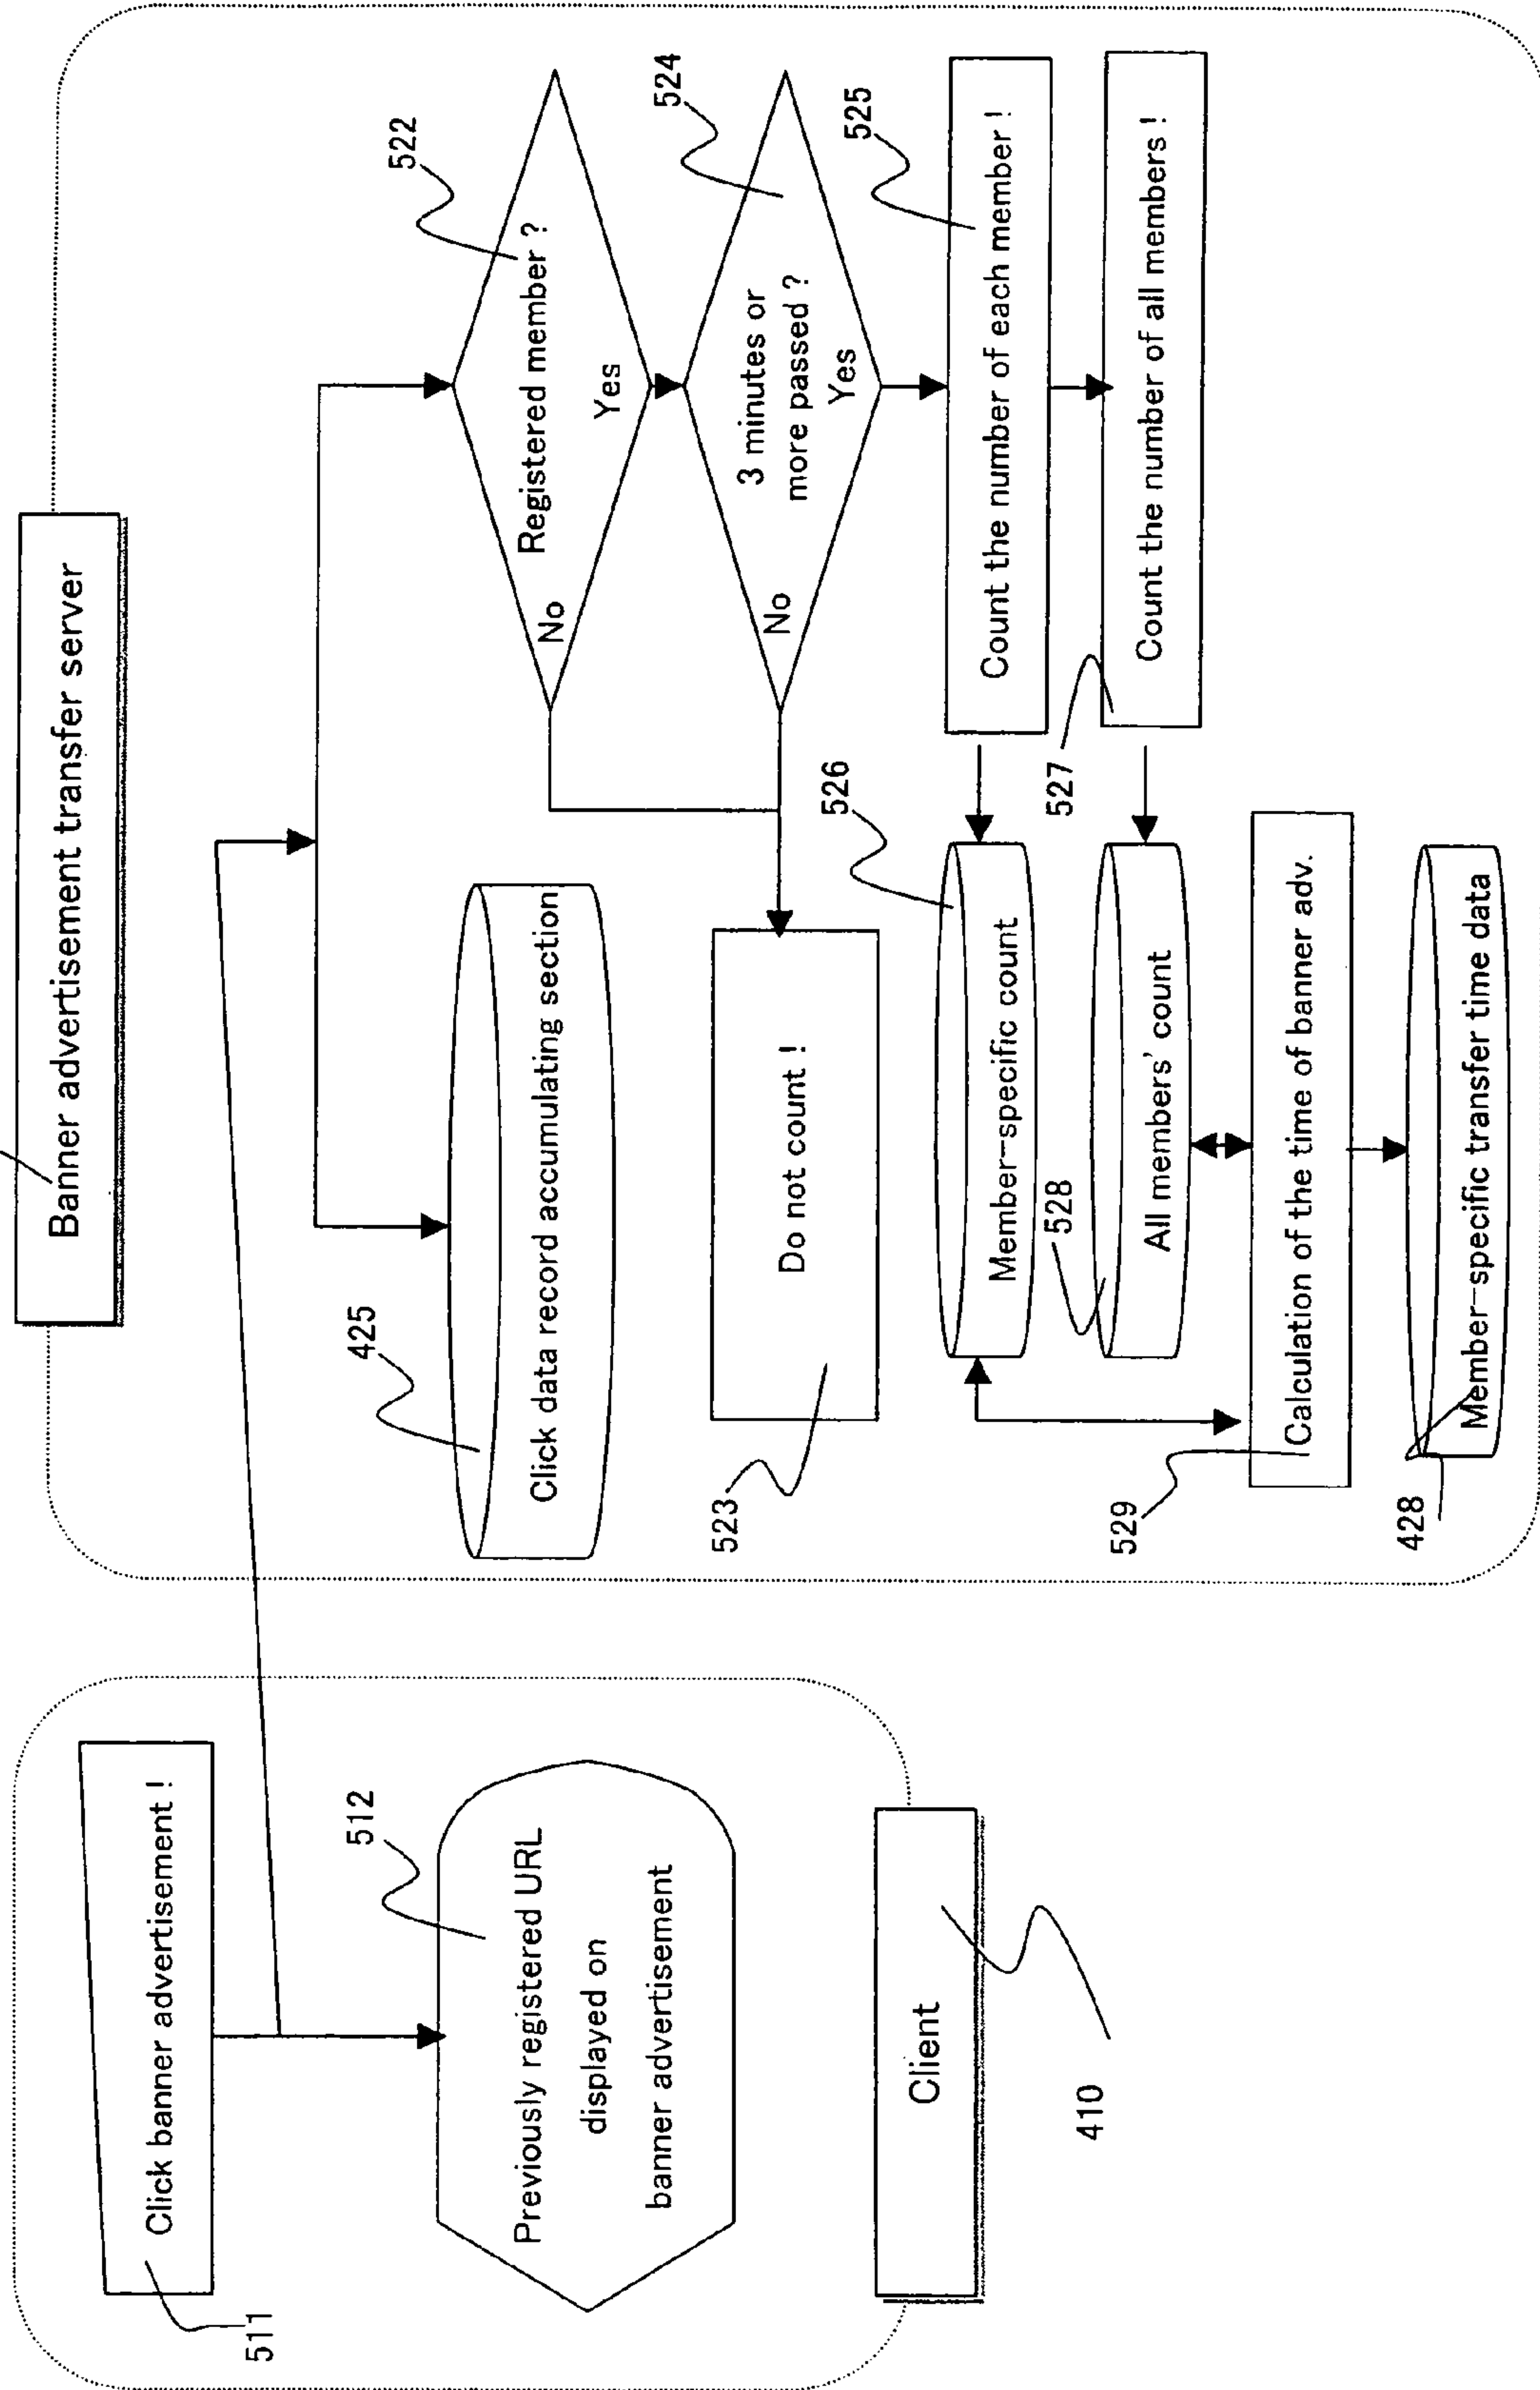 Banner advertisement transfer server
511
Click banner advertisement !
512
Previously registered URL
displayed on
banner advertisement
Client
410
425
Click data record accumulating section
522
Registered member ?
No
Yes
523
Do not count !
524
3 minutes or
more passed ?
No
Yes
525
Count the number of each member !
526
Member-specific count
527
Count the number of all members !
528
All members' count
529
Calculation of the time of banner adv.
428
Member-specific transfer time data